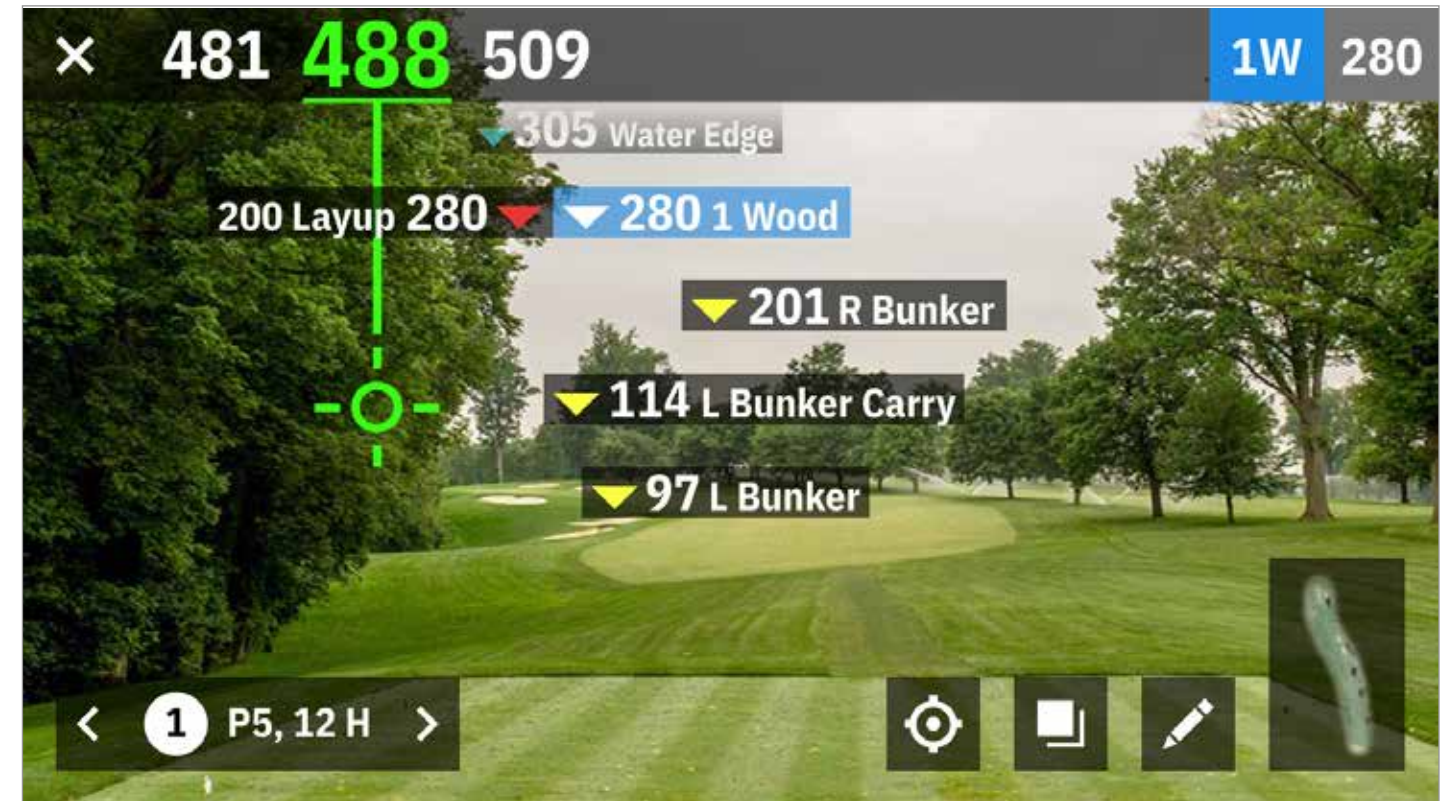 481 488 509 1W 280
305 Water Edge
200 Layup 280 280 1 Wood
201 R Bunker
114 L Bunker Carry
97 L Bunker
1 P5, 12 H